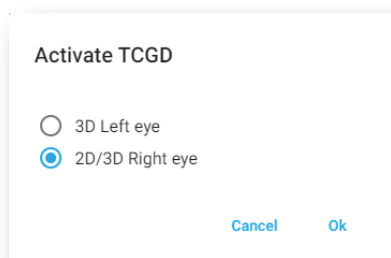 Activate TCGD
3D Left eye
2D/3D Right eye
Cancel Ok